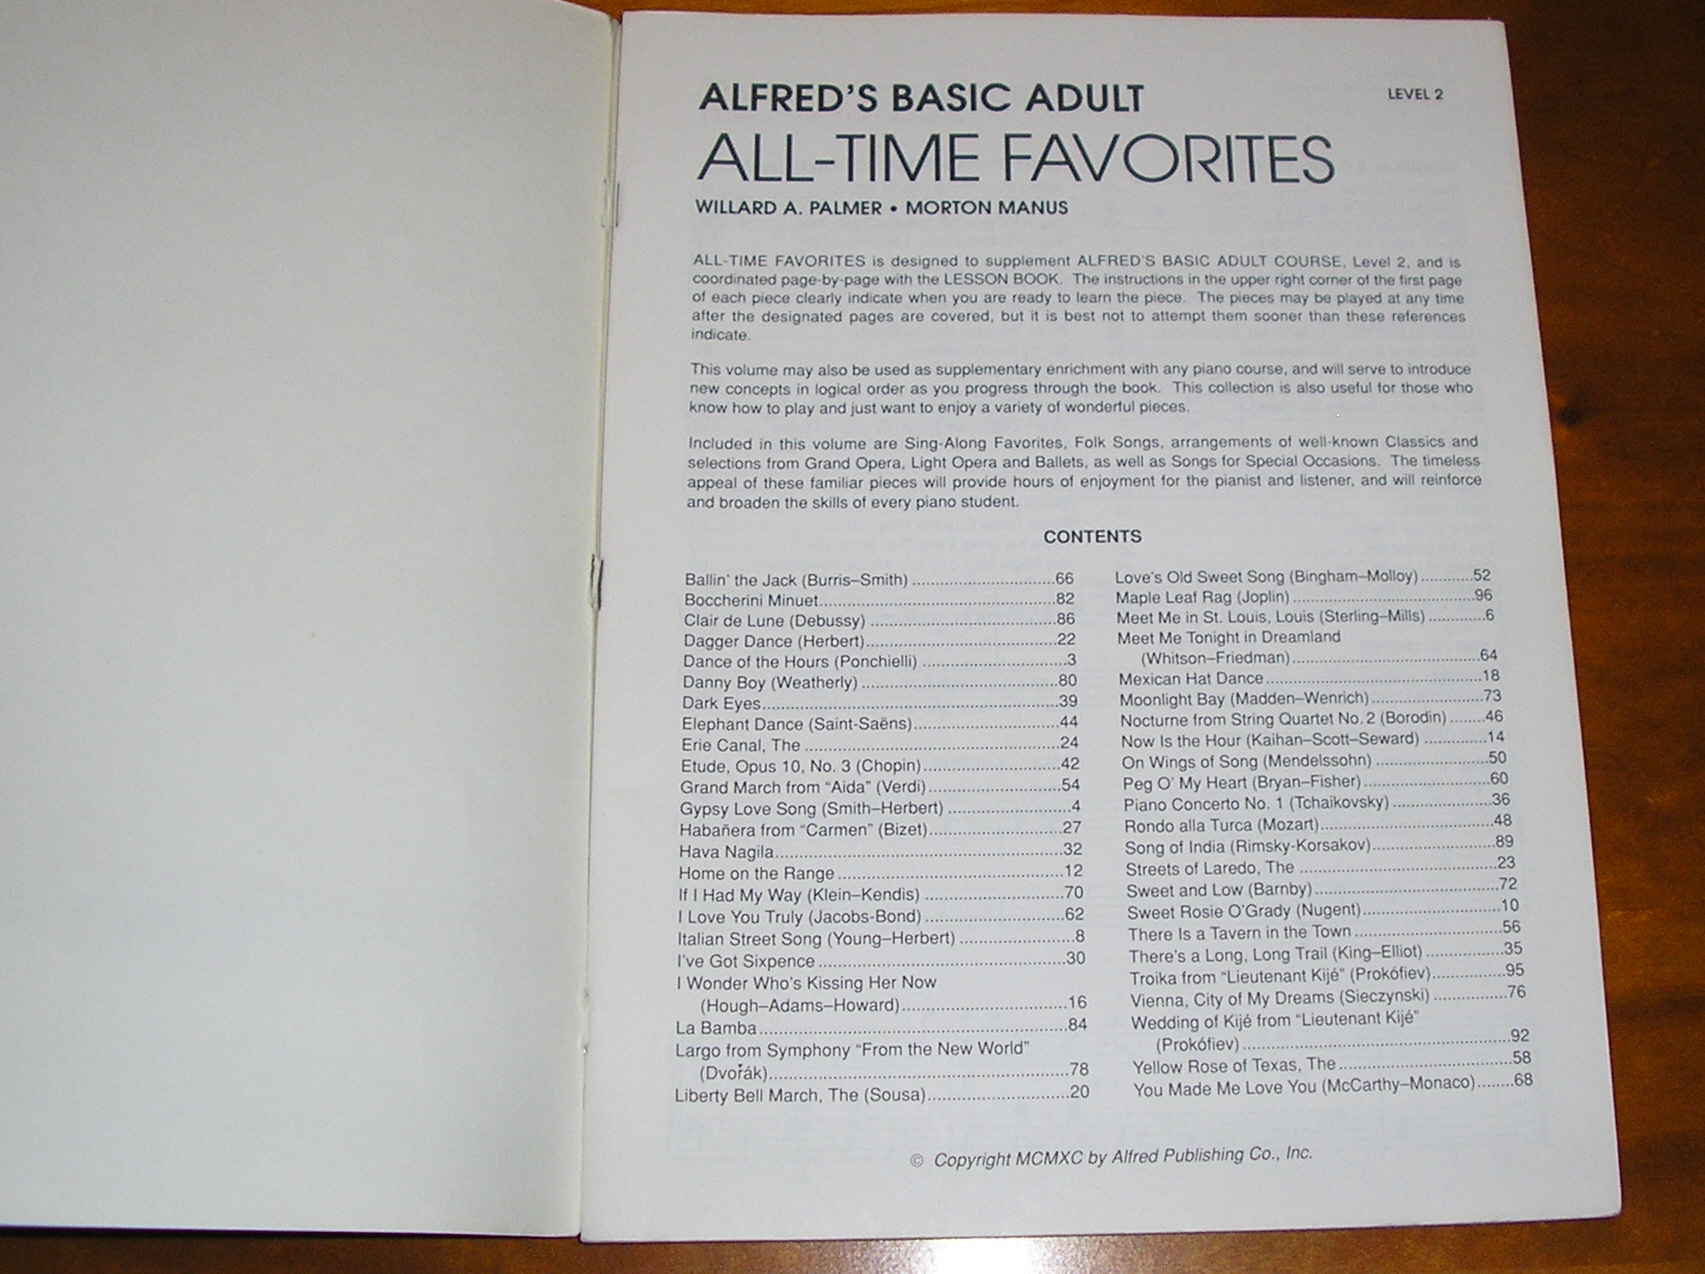 ALFRED'S BASIC ADULT
LEVEL 2
ALL-TIME FAVORITES
WILLARD A. PALMER • MORTON MANUS
ALL-TIME FAVORITES is designed to supplement ALFRED'S BASIC ADULT COURSE, Level 2, and is
coordinated page-by-page with the LESSON BOOK. The instructions in the upper right corner of the first page
of each piece clearly indicate when you are ready to learn the piece. The pieces may be played at any time
after the designated pages are covered, but it is best not to attempt them sooner than these references
indicate.
This volume may also be used as supplementary enrichment with any piano course, and will serve to introduce
new concepts in logical order as you progress through the book. This collection is also useful for those who
know how to play and just want to enjoy a variety of wonderful pieces.
Included in this volume are Sing-Along Favorites, Folk Songs, arrangements of well-known Classics and
selections from Grand Opera, Light Opera and Ballets, as well as Songs for Special Occasions. The timeless
appeal of these familiar pieces will provide hours of enjoyment for the pianist and listener, and will reinforce
and broaden the skills of every piano student.
CONTENTS
Ballin' the Jack (Burris–Smith) ..............................66
Boccherini Minuet..............................82
Clair de Lune (Debussy) ..............................86
Dagger Dance (Herbert)..............................22
Dance of the Hours (Ponchielli) ..............................3
Danny Boy (Weatherly) ..............................80
Dark Eyes..............................39
Elephant Dance (Saint-Saëns)..............................44
Erie Canal, The ..............................24
Etude, Opus 10, No. 3 (Chopin)..............................42
Grand March from “Aida” (Verdi)..............................54
Gypsy Love Song (Smith–Herbert) ..............................4
Habañera from “Carmen” (Bizet)..............................27
Hava Nagila..............................32
Home on the Range ..............................12
If I Had My Way (Klein–Kendis) ..............................70
I Love You Truly (Jacobs-Bond) ..............................62
Italian Street Song (Young–Herbert) ..............................8
I've Got Sixpence ..............................30
I Wonder Who's Kissing Her Now
(Hough–Adams–Howard)..............................16
La Bamba..............................84
Largo from Symphony “From the New World”
(Dvořák)..............................78
Liberty Bell March, The (Sousa)..............................20
Love's Old Sweet Song (Bingham–Molloy)............52
Maple Leaf Rag (Joplin) ..............................96
Meet Me in St. Louis, Louis (Sterling–Mills) .............6
Meet Me Tonight in Dreamland
(Whitson–Friedman)..............................64
Mexican Hat Dance..............................18
Moonlight Bay (Madden–Wenrich)..............................73
Nocturne from String Quartet No. 2 (Borodin) ........46
Now Is the Hour (Kaihan–Scott–Seward) ..............14
On Wings of Song (Mendelssohn) ..............................50
Peg O' My Heart (Bryan–Fisher)..............................60
Piano Concerto No. 1 (Tchaikovsky) ......................36
Rondo alla Turca (Mozart)..............................48
Song of India (Rimsky-Korsakov)..............................89
Streets of Laredo, The ..............................23
Sweet and Low (Barnby)..............................72
Sweet Rosie O'Grady (Nugent)..............................10
There Is a Tavern in the Town ..............................56
There's a Long, Long Trail (King–Elliot) ..................35
Troika from “Lieutenant Kijé” (Prokófiev)................95
Vienna, City of My Dreams (Sieczynski) ................76
Wedding of Kijé from “Lieutenant Kijé”
(Prokófiev) ..............................92
Yellow Rose of Texas, The ..............................58
You Made Me Love You (McCarthy–Monaco)........68
© Copyright MCMXC by Alfred Publishing Co., Inc.